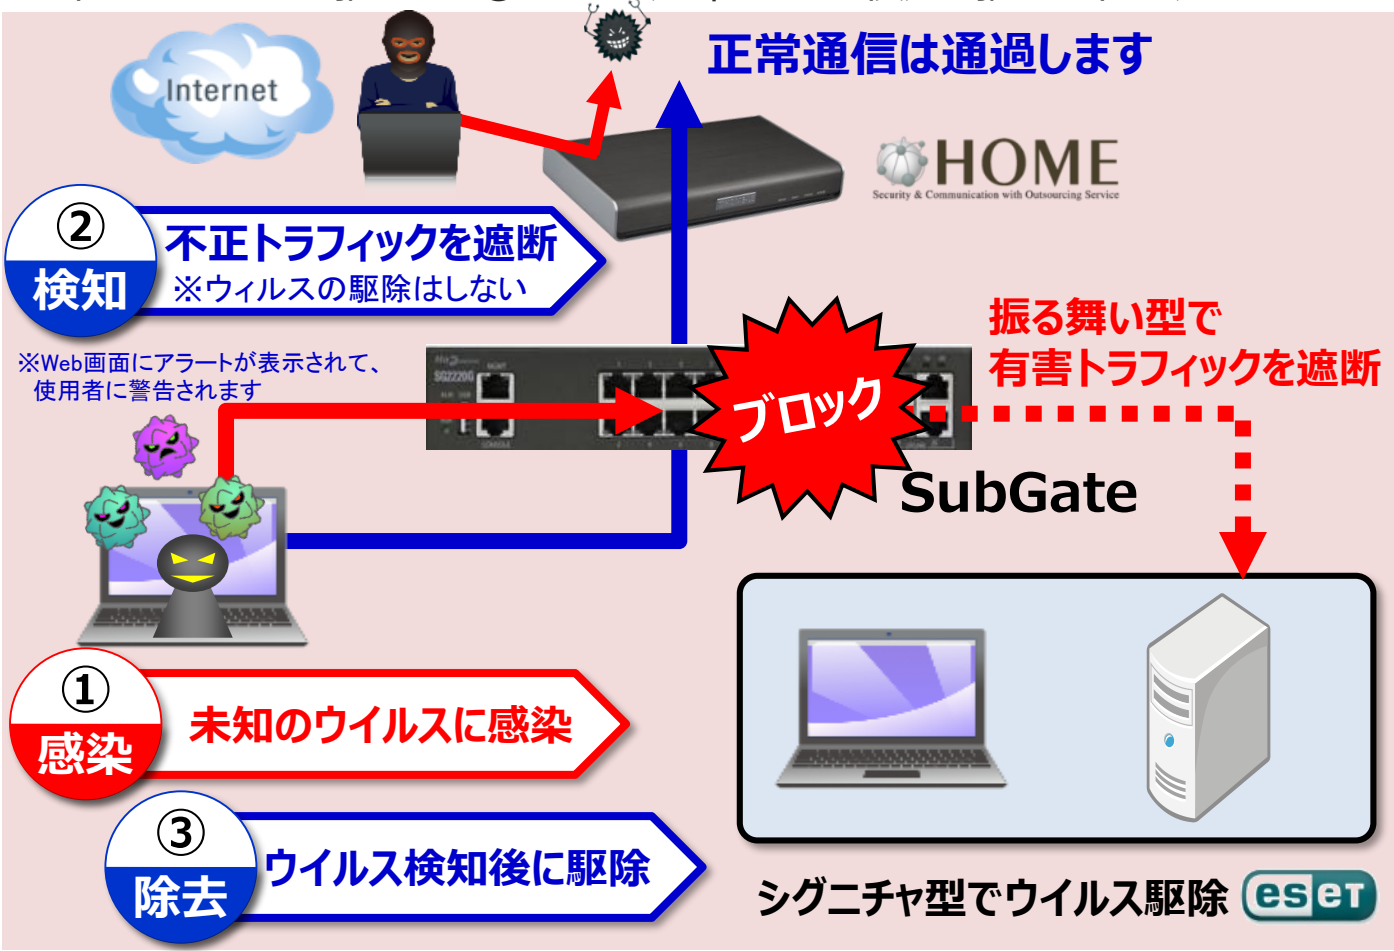 正常通信は通過します
Internet
HOME
Security & Communication with Outsourcing Service
②
検知
不正トラフィックを遮断
※ウィルスの駆除はしない
※Web画面にアラートが表示されて、
使用者に警告されます
SG2220G
MGMT
CONSOLE
ブロック
振る舞い型で
有害トラフィックを遮断
SubGate
①
感染
未知のウイルスに感染
③
除去
ウイルス検知後に駆除
シグニチャ型でウイルス駆除
eset